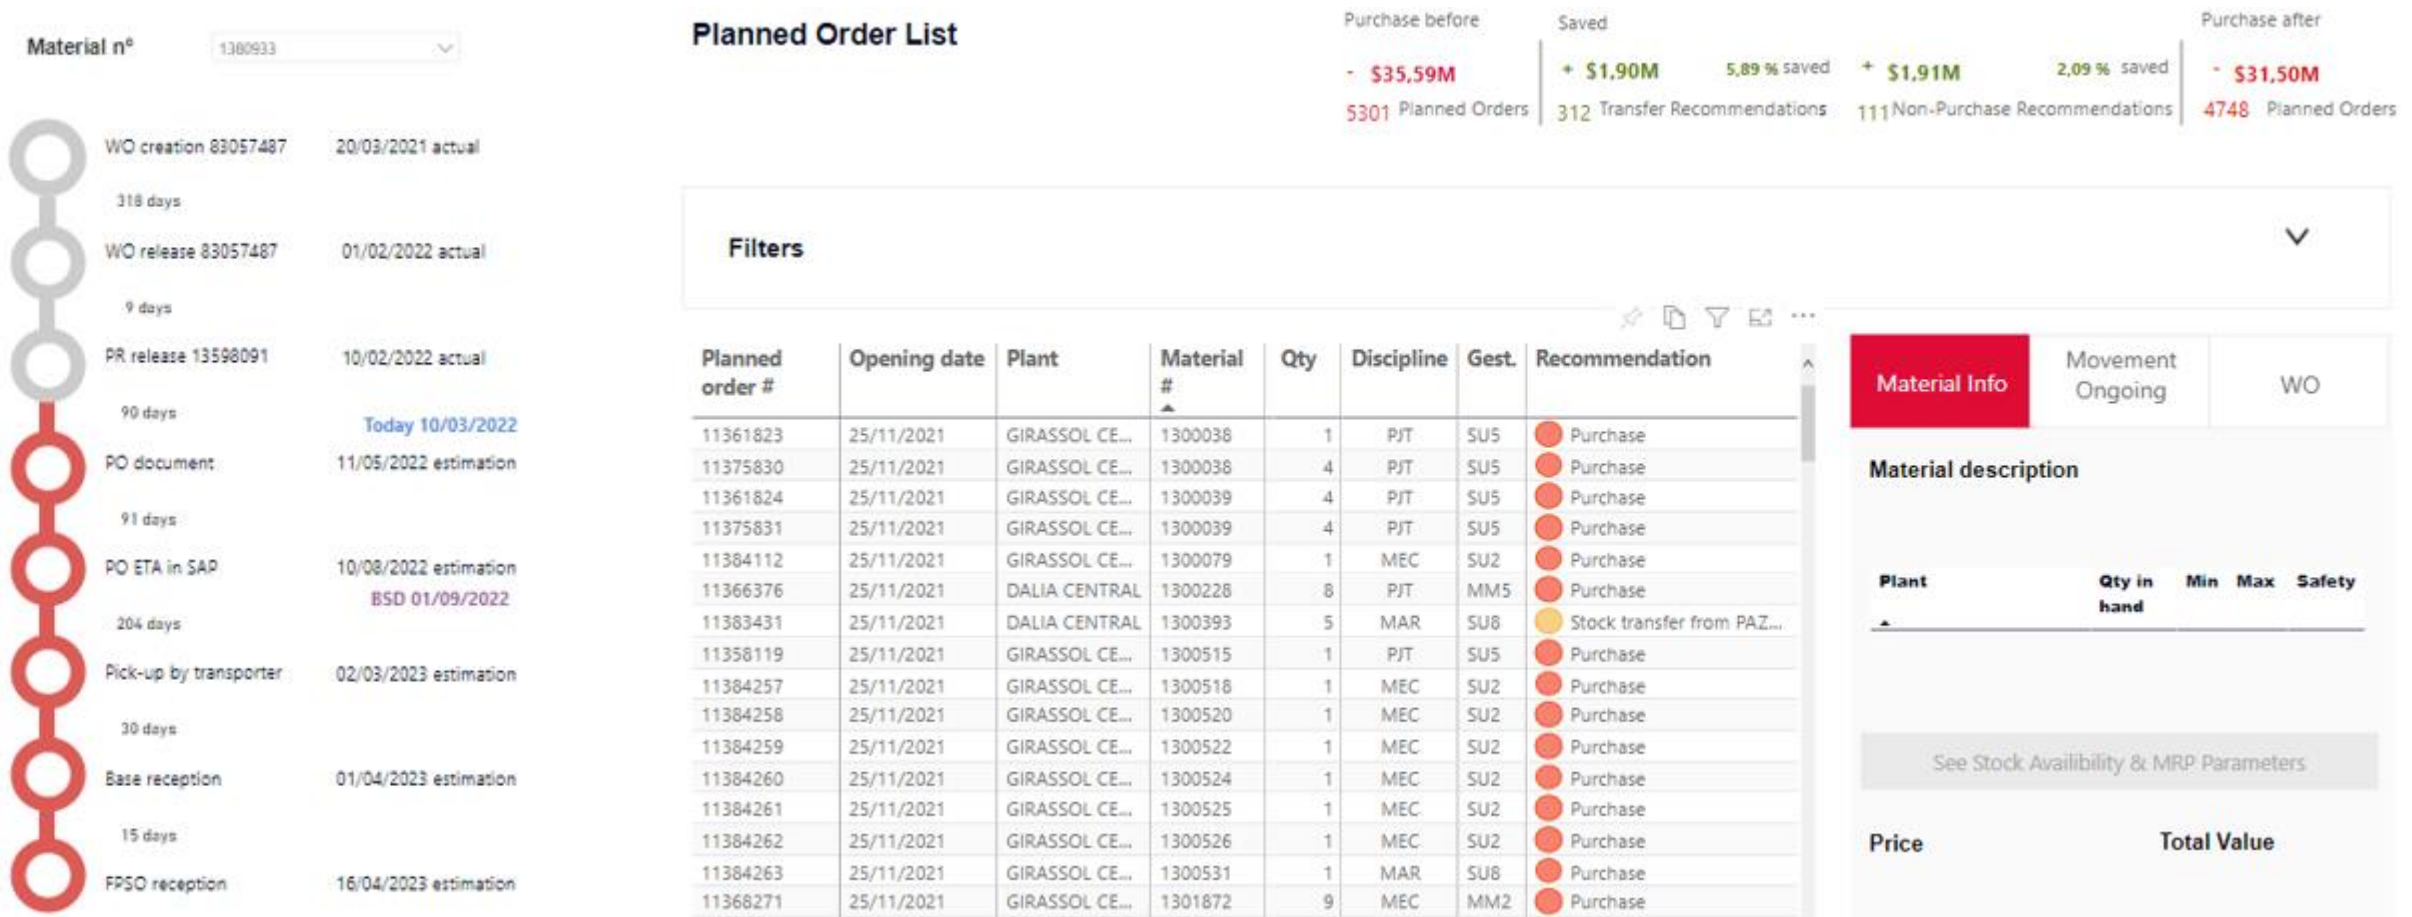 Material nº 1380933
WO creation 83057487 20/03/2021 actual
318 days
WO release 83057487 01/02/2022 actual
9 days
PR release 13598091 10/02/2022 actual
90 days
Today 10/03/2022
PO document 11/05/2022 estimation
91 days
PO ETA in SAP 10/08/2022 estimation
BSD 01/09/2022
204 days
Pick-up by transporter 02/03/2023 estimation
30 days
Base reception 01/04/2023 estimation
15 days
FPSO reception 16/04/2023 estimation
Planned Order List
Purchase before
- $35,59M
5301 Planned Orders
Saved
+ $1,90M 5,89 % saved
312 Transfer Recommendations
+ $1,91M 2,09 % saved
111 Non-Purchase Recommendations
Purchase after
- $31,50M
4748 Planned Orders
Filters
Planned order # Opening date Plant Material # Qty Discipline Gest. Recommendation
11361823 25/11/2021 GIRASSOL CE... 1300038 1 PJT SU5 Purchase
11375830 25/11/2021 GIRASSOL CE... 1300038 4 PJT SU5 Purchase
11361824 25/11/2021 GIRASSOL CE... 1300039 4 PJT SU5 Purchase
11375831 25/11/2021 GIRASSOL CE... 1300039 4 PJT SU5 Purchase
11384112 25/11/2021 GIRASSOL CE... 1300079 1 MEC SU2 Purchase
11366376 25/11/2021 DALIA CENTRAL 1300228 8 PJT MM5 Purchase
11383431 25/11/2021 DALIA CENTRAL 1300393 5 MAR SU8 Stock transfer from PAZ...
11358119 25/11/2021 GIRASSOL CE... 1300515 1 PJT SU5 Purchase
11384257 25/11/2021 GIRASSOL CE... 1300518 1 MEC SU2 Purchase
11384258 25/11/2021 GIRASSOL CE... 1300520 1 MEC SU2 Purchase
11384259 25/11/2021 GIRASSOL CE... 1300522 1 MEC SU2 Purchase
11384260 25/11/2021 GIRASSOL CE... 1300524 1 MEC SU2 Purchase
11384261 25/11/2021 GIRASSOL CE... 1300525 1 MEC SU2 Purchase
11384262 25/11/2021 GIRASSOL CE... 1300526 1 MEC SU2 Purchase
11384263 25/11/2021 GIRASSOL CE... 1300531 1 MAR SU8 Purchase
11368271 25/11/2021 GIRASSOL CE... 1301872 9 MEC MM2 Purchase
Material Info
Movement
Ongoing
WO
Material description
Plant Qty in hand Min Max Safety
See Stock Availibility & MRP Parameters
Price Total Value